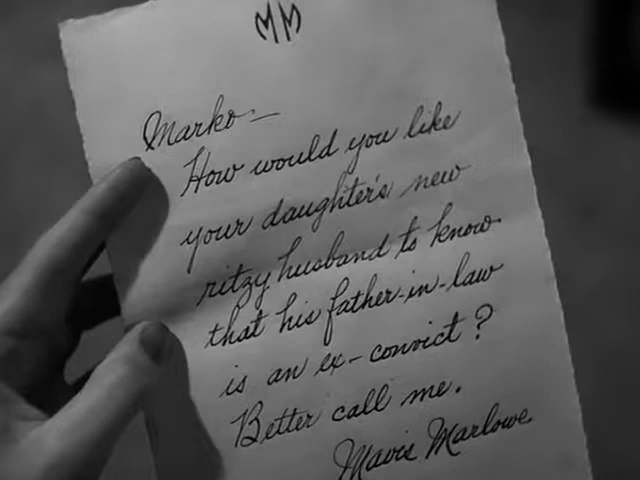 MM
Marko—
How would you like
your daughter's new
ritzy husband to know
that his father-in-law
is an ex-convict?
Better call me.
Mavis Marlowe